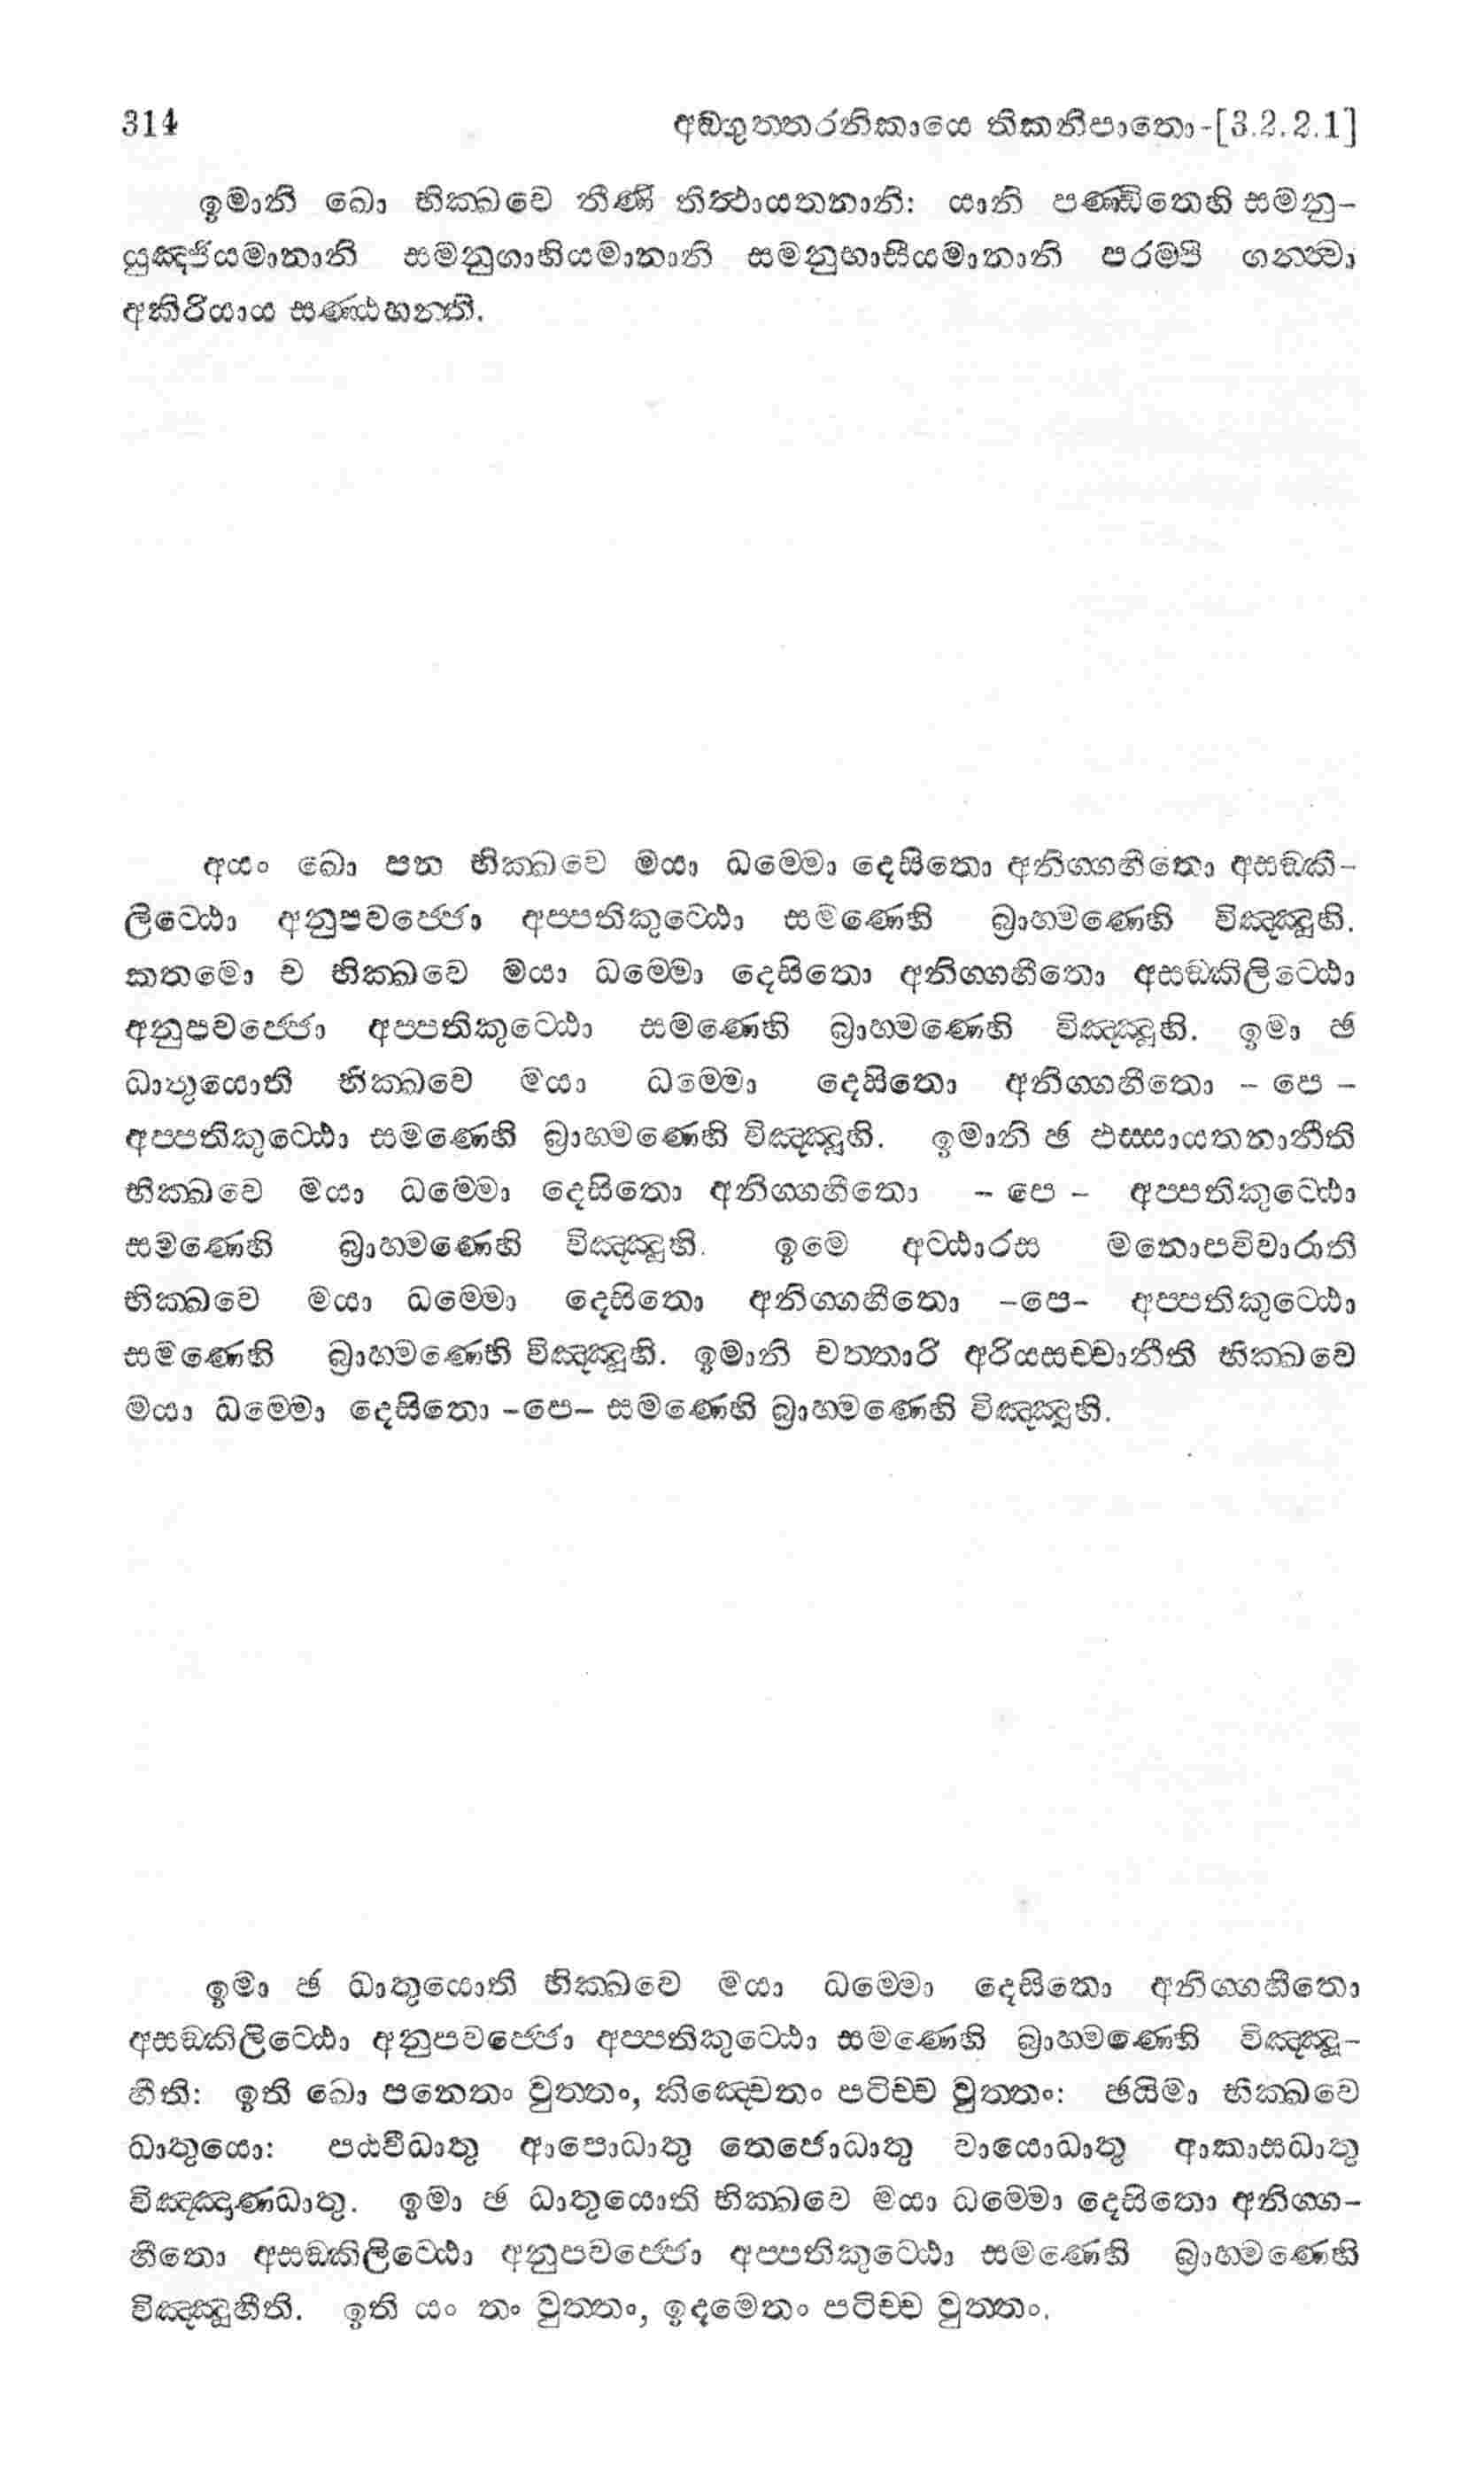 314 අඞ්ගුත්තරනිකායෙ තිකනිපාතො-[3.2.2.1]
ඉමානි ඛො භික්ඛවෙ තීණි තිත්ථායතනානි: යානි පණ්ඩිතෙහි සමනු-
යුඤ්ජියමානානි සමනුගාහියමානානි සමනුභාසියමානානි පරම්පි ගන්ත්වා
අකිරියාය සණ්ඨහන්ති.
අයං ඛො පන භික්ඛවෙ මයා ධම්මො දෙසිතො අනිග්ගහීතො අසඞ්කි-
ලිට්ඨො අනුපවජ්ජො අප්පතිකුට්ඨො සමණෙහි බ්‍රාහ්මණෙහි විඤ්ඤූහි.
කතමො ච භික්ඛවෙ මයා ධම්මො දෙසිතො අනිග්ගහීතො අසඞ්කිලිට්ඨො
අනුපවජ්ජො අප්පතිකුට්ඨො සමණෙහි බ්‍රාහ්මණෙහි විඤ්ඤූහි. ඉමා ඡ
ධාතුයොති භික්ඛවෙ මයා ධම්මො දෙසිතො අනිග්ගහීතො - පෙ -
අප්පතිකුට්ඨො සමණෙහි බ්‍රාහ්මණෙහි විඤ්ඤූහි. ඉමානි ඡ ඵස්සායතනානීති
භික්ඛවෙ මයා ධම්මො දෙසිතො අනිග්ගහීතො - පෙ - අප්පතිකුට්ඨො
සමණෙහි බ්‍රාහ්මණෙහි විඤ්ඤූහි. ඉමෙ අට්ඨාරස මනොපවිචාරාති
භික්ඛවෙ මයා ධම්මො දෙසිතො අනිග්ගහීතො -පෙ- අප්පතිකුට්ඨො
සමණෙහි බ්‍රාහ්මණෙහි විඤ්ඤූහි. ඉමානි චත්තාරි අරියසච්චානීති භික්ඛවෙ
මයා ධම්මො දෙසිතො -පෙ- සමණෙහි බ්‍රාහ්මණෙහි විඤ්ඤූහි.
ඉමා ඡ ධාතුයොති භික්ඛවෙ මයා ධම්මො දෙසිතො අනිග්ගහීතො
අසඞ්කිලිට්ඨො අනුපවජ්ජො අප්පතිකුට්ඨො සමණෙහි බ්‍රාහ්මණෙහි විඤ්ඤූ-
හීති: ඉති ඛො පනෙතං වුත්තං, කිඤ්චෙතං පටිච්ච වුත්තං: ඡයිමා භික්ඛවෙ
ධාතුයො: පඨවීධාතු ආපොධාතු තෙජොධාතු වායොධාතු ආකාසධාතු
විඤ්ඤාණධාතු. ඉමා ඡ ධාතුයොති භික්ඛවෙ මයා ධම්මො දෙසිතො අනිග්ග-
හීතො අසඞ්කිලිට්ඨො අනුපවජ්ජො අප්පතිකුට්ඨො සමණෙහි බ්‍රාහ්මණෙහි
විඤ්ඤූහීති. ඉති යං තං වුත්තං, ඉදමෙතං පටිච්ච වුත්තං.